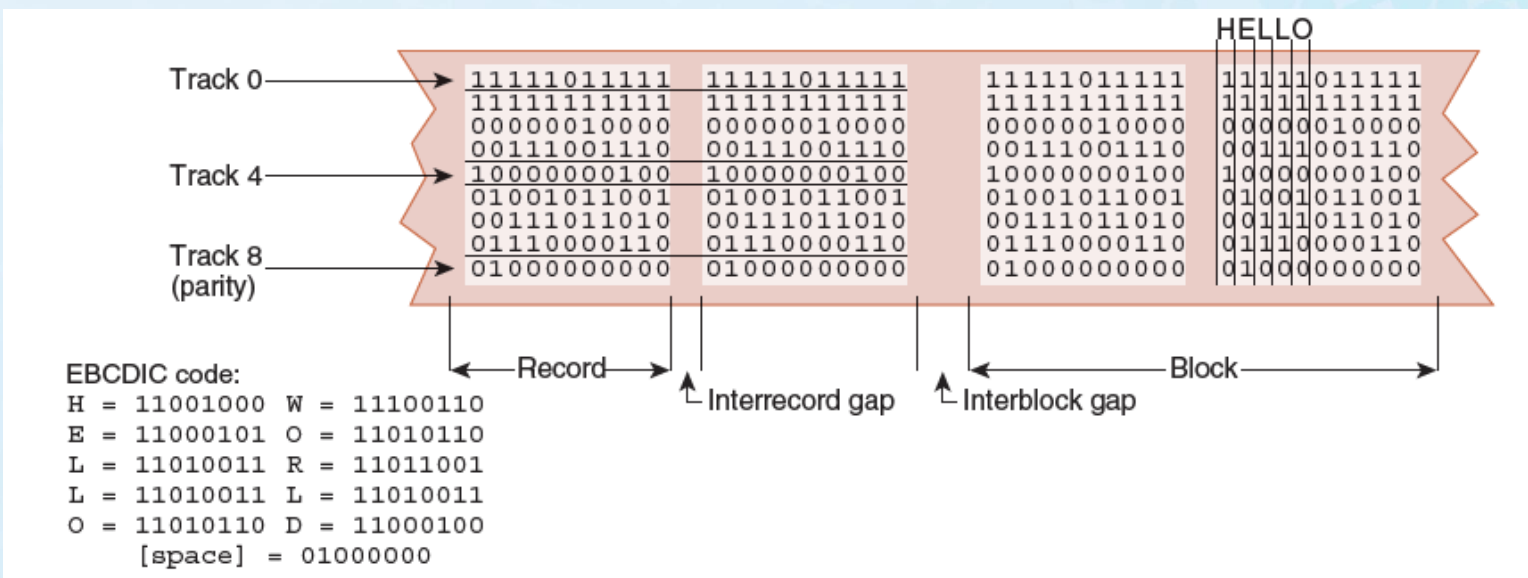 HELLO
Track 0
11111011111 11111011111 11111011111 11111011111
11111111111 11111111111 11111111111 11111111111
00000010000 00000010000 00000010000 00000010000
00111001110 00111001110 00111001110 00111001110
Track 4
10000000100 10000000100 10000000100 10000000100
01001011001 01001011001 01001011001 01001011001
00111011010 00111011010 00111011010 00111011010
01110000110 01110000110 01110000110 01110000110
Track 8
(parity)
01000000000 01000000000 01000000000 01000000000
Record
Interrecord gap
Interblock gap
Block
EBCDIC code:
H = 11001000 W = 11100110
E = 11000101 O = 11010110
L = 11010011 R = 11011001
L = 11010011 L = 11010011
O = 11010110 D = 11000100
[space] = 01000000